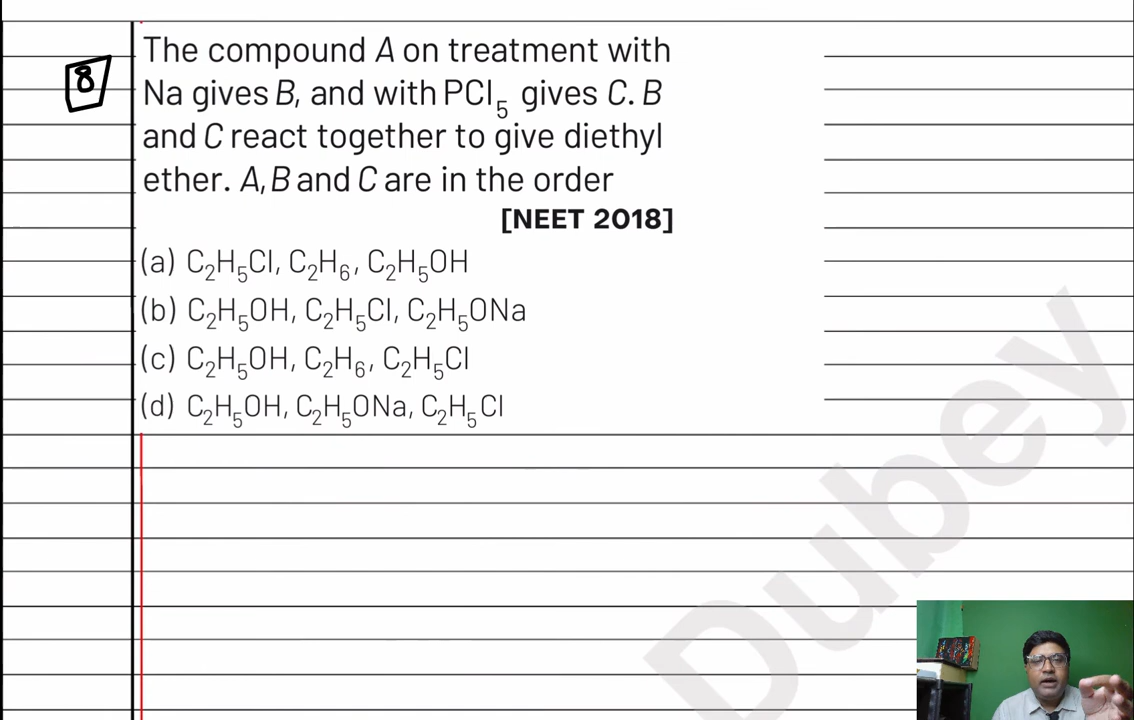 8
The compound A on treatment with
Na gives B, and with PCl₅ gives C. B
and C react together to give diethyl
ether. A, B and C are in the order
[NEET 2018]
(a) C₂H₅Cl, C₂H₆, C₂H₅OH
(b) C₂H₅OH, C₂H₅Cl, C₂H₅ONa
(c) C₂H₅OH, C₂H₆, C₂H₅Cl
(d) C₂H₅OH, C₂H₅ONa, C₂H₅Cl
Dubey